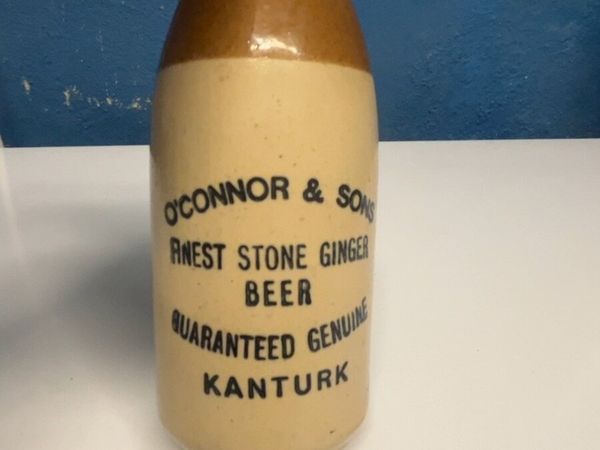 O'CONNOR & SONS
FINEST STONE GINGER
BEER
GUARANTEED GENUINE
KANTURK